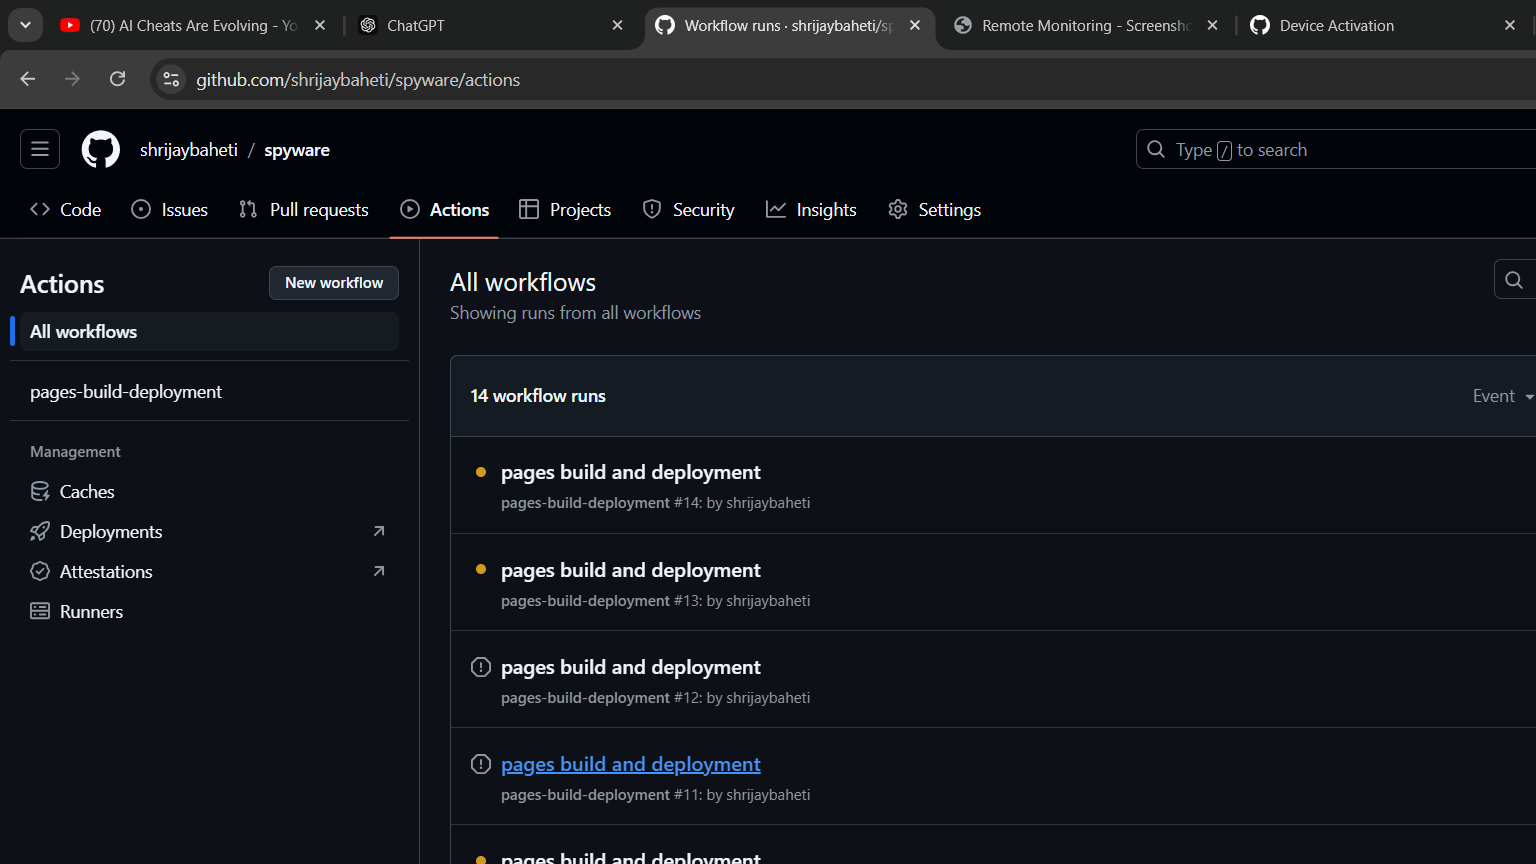 (70) AI Cheats Are Evolving - Yo
ChatGPT
Workflow runs · shrijaybaheti/sp
Remote Monitoring - Screensho
Device Activation
github.com/shrijaybaheti/spyware/actions
shrijaybaheti / spyware
Type / to search
Code
Issues
Pull requests
Actions
Projects
Security
Insights
Settings
Actions
New workflow
All workflows
pages-build-deployment
Management
Caches
Deployments
Attestations
Runners
All workflows
Showing runs from all workflows
14 workflow runs
Event
pages build and deployment
pages-build-deployment #14: by shrijaybaheti
pages build and deployment
pages-build-deployment #13: by shrijaybaheti
pages build and deployment
pages-build-deployment #12: by shrijaybaheti
pages build and deployment
pages-build-deployment #11: by shrijaybaheti
pages build and deployment